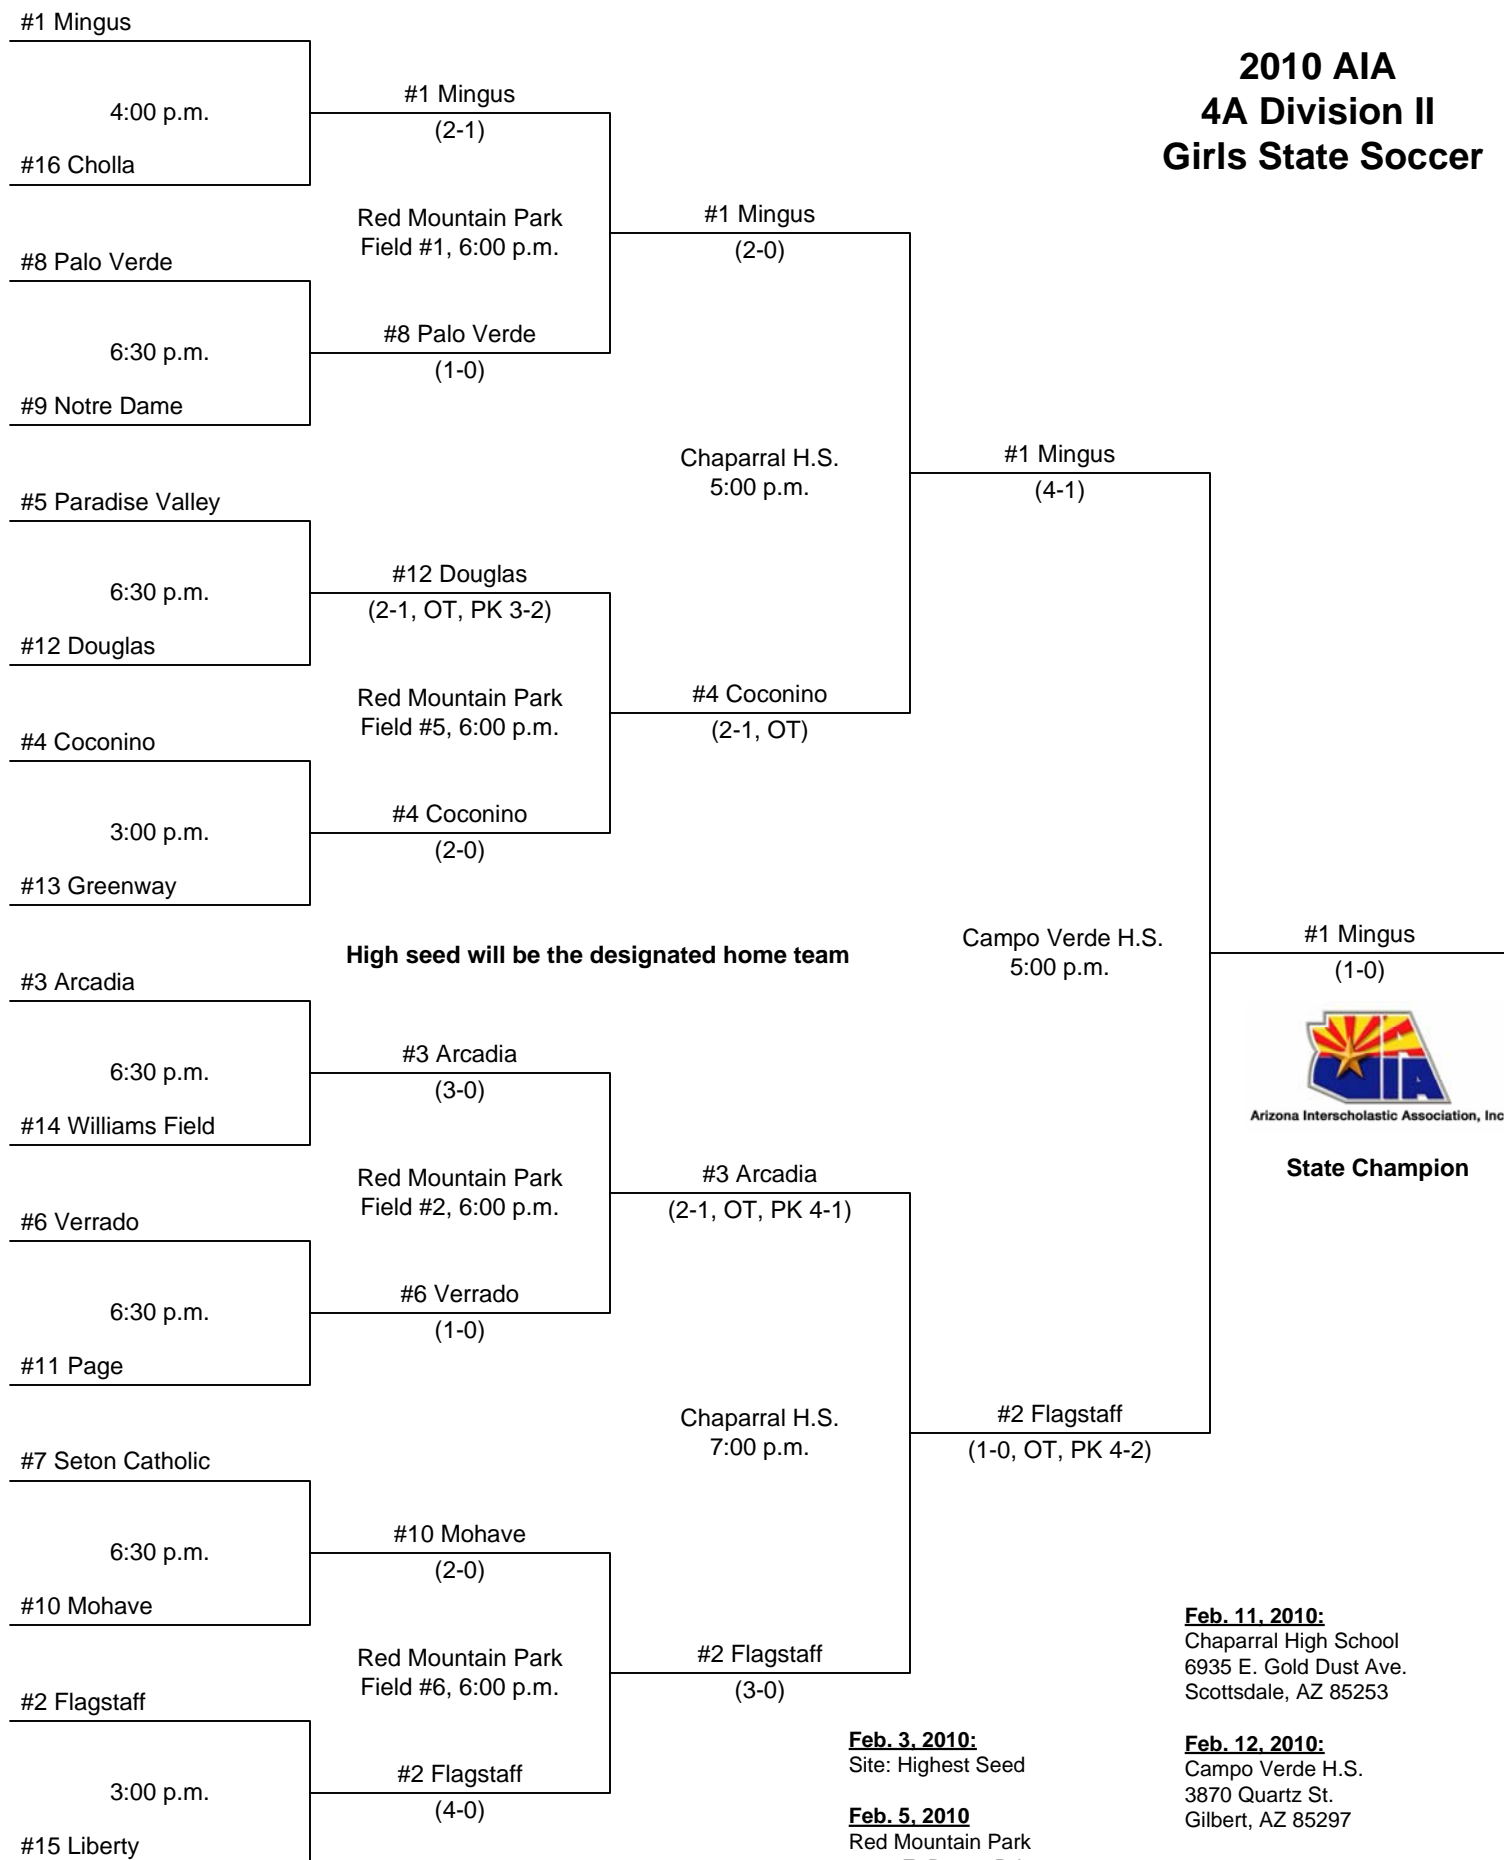 #1 Mingus
4:00 p.m.
#16 Cholla
#8 Palo Verde
6:30 p.m.
#9 Notre Dame
#5 Paradise Valley
6:30 p.m.
#12 Douglas
#4 Coconino
3:00 p.m.
#13 Greenway
#3 Arcadia
6:30 p.m.
#14 Williams Field
#6 Verrado
6:30 p.m.
#11 Page
#7 Seton Catholic
6:30 p.m.
#10 Mohave
#2 Flagstaff
3:00 p.m.
#15 Liberty
#1 Mingus
(2-1)
Red Mountain Park
Field #1, 6:00 p.m.
#8 Palo Verde
(1-0)
#12 Douglas
(2-1, OT, PK 3-2)
Red Mountain Park
Field #5, 6:00 p.m.
#4 Coconino
(2-0)
High seed will be the designated home team
#3 Arcadia
(3-0)
Red Mountain Park
Field #2, 6:00 p.m.
#6 Verrado
(1-0)
#10 Mohave
(2-0)
Red Mountain Park
Field #6, 6:00 p.m.
#2 Flagstaff
(4-0)
#1 Mingus
(2-0)
Chaparral H.S.
5:00 p.m.
#4 Coconino
(2-1, OT)
#3 Arcadia
(2-1, OT, PK 4-1)
Chaparral H.S.
7:00 p.m.
#2 Flagstaff
(3-0)
#1 Mingus
(4-1)
Campo Verde H.S.
5:00 p.m.
#2 Flagstaff
(1-0, OT, PK 4-2)
2010 AIA
4A Division II
Girls State Soccer
#1 Mingus
(1-0)
AIA
Arizona Interscholastic Association, Inc
State Champion
Feb. 3, 2010:
Site: Highest Seed
Feb. 5, 2010
Red Mountain Park
Feb. 11, 2010:
Chaparral High School
6935 E. Gold Dust Ave.
Scottsdale, AZ 85253
Feb. 12, 2010:
Campo Verde H.S.
3870 Quartz St.
Gilbert, AZ 85297